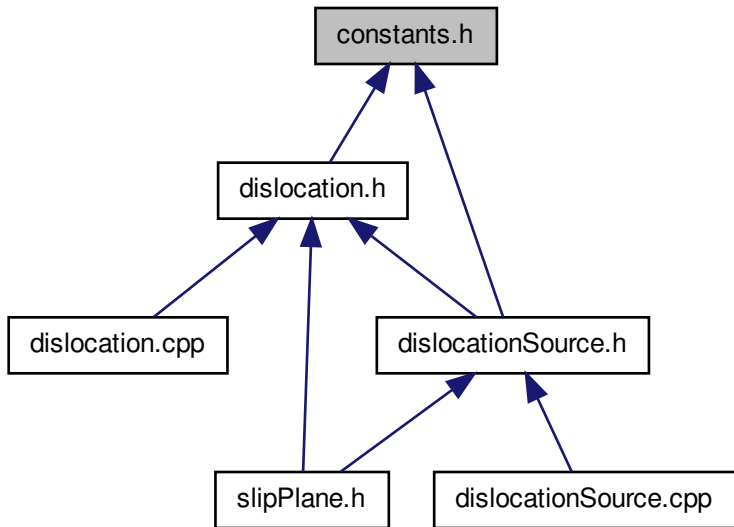 constants.h
dislocation.h
dislocation.cpp
dislocationSource.h
slipPlane.h
dislocationSource.cpp